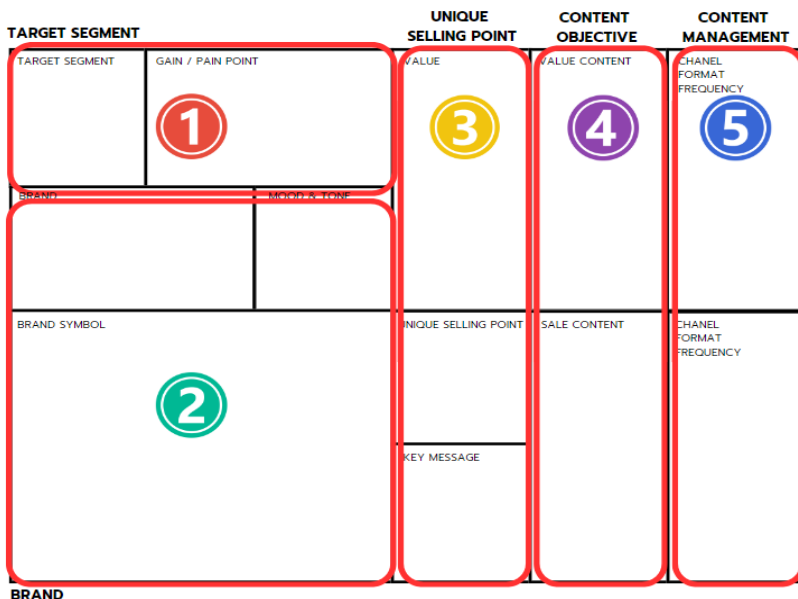 TARGET SEGMENT
UNIQUE
SELLING POINT
CONTENT
OBJECTIVE
CONTENT
MANAGEMENT
TARGET SEGMENT
GAIN / PAIN POINT
VALUE
VALUE CONTENT
CHANEL
FORMAT
FREQUENCY
1
3
4
5
BRAND
MOOD & TONE
BRAND SYMBOL
UNIQUE SELLING POINT
SALE CONTENT
CHANEL
FORMAT
FREQUENCY
2
KEY MESSAGE
BRAND